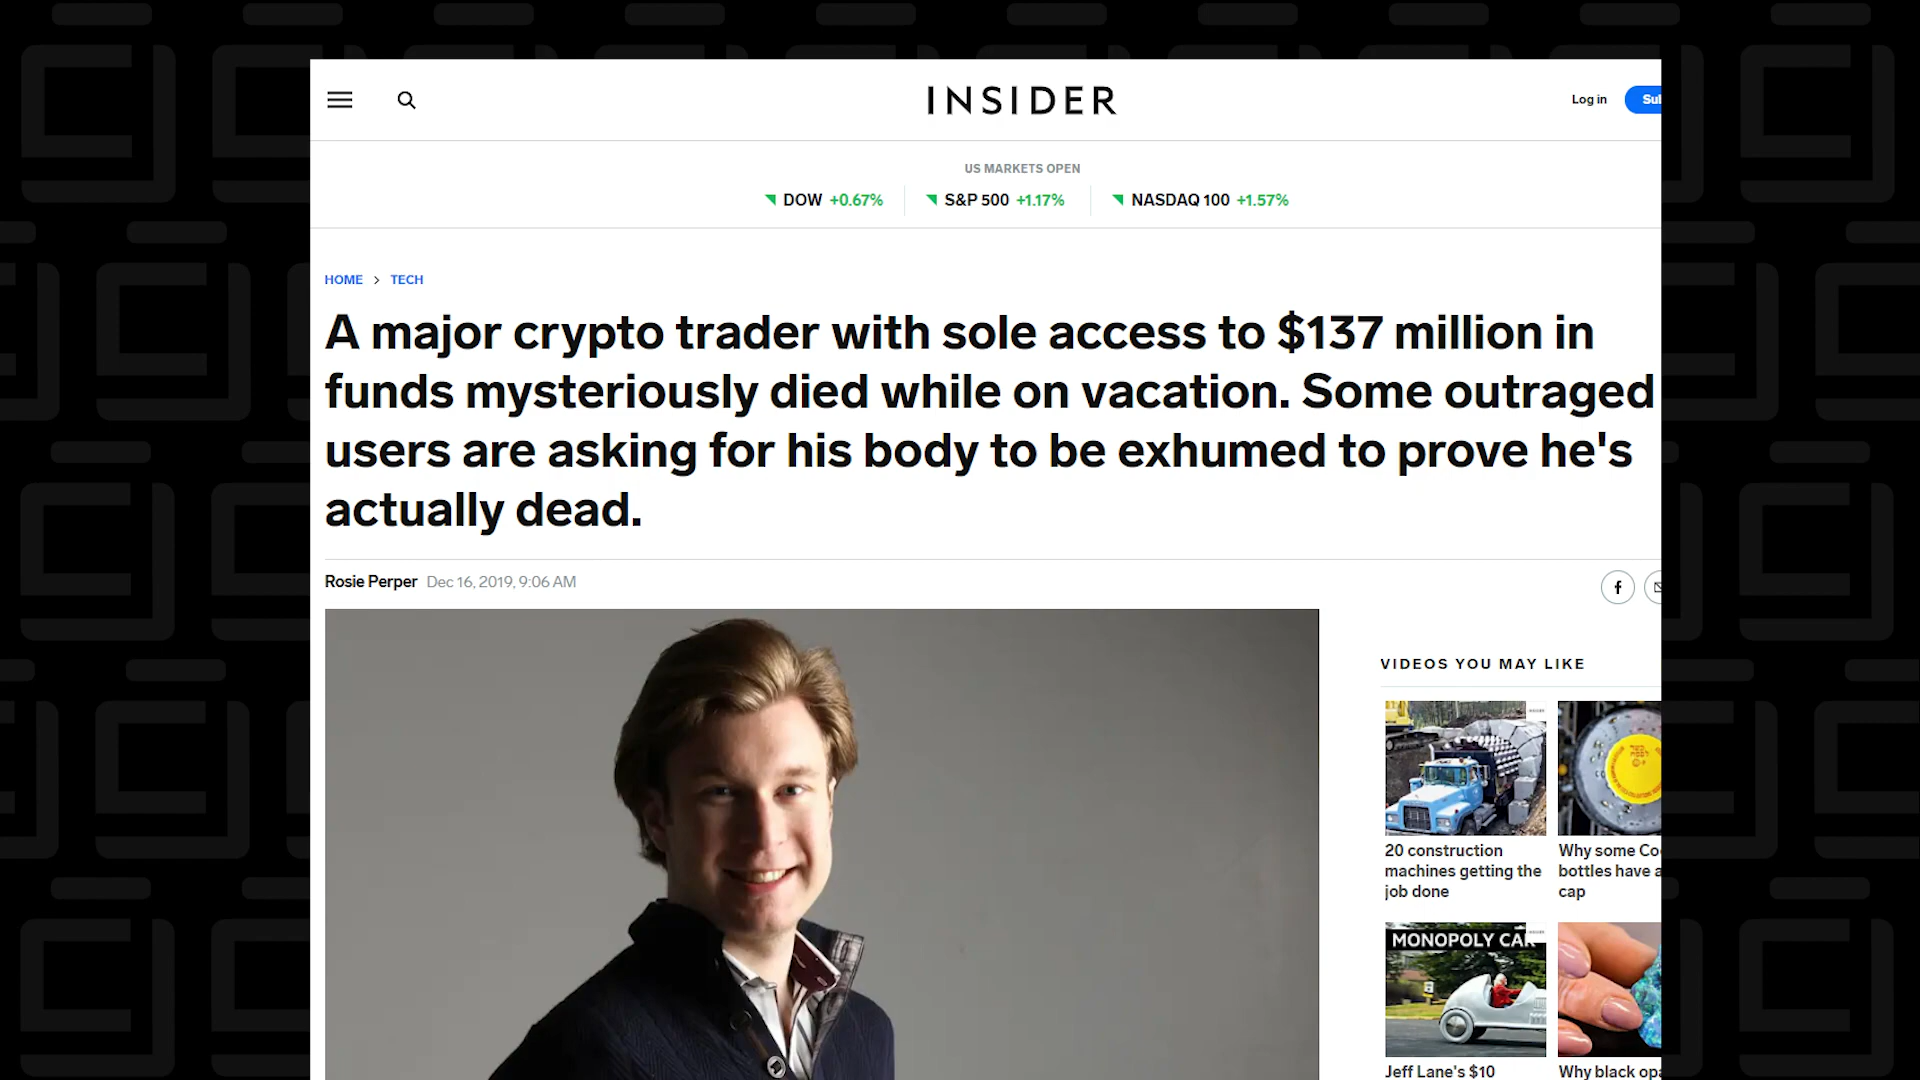 INSIDER
Log in
US MARKETS OPEN
DOW +0.67%
S&P 500 +1.17%
NASDAQ 100 +1.57%
HOME > TECH
A major crypto trader with sole access to $137 million in
funds mysteriously died while on vacation. Some outraged
users are asking for his body to be exhumed to prove he's
actually dead.
Rosie Perper Dec 16, 2019, 9:06 AM
VIDEOS YOU MAY LIKE
20 construction
machines getting the
job done
Why some
bottles have a
cap
MONOPOLY CAR
Jeff Lane's $10
Why black